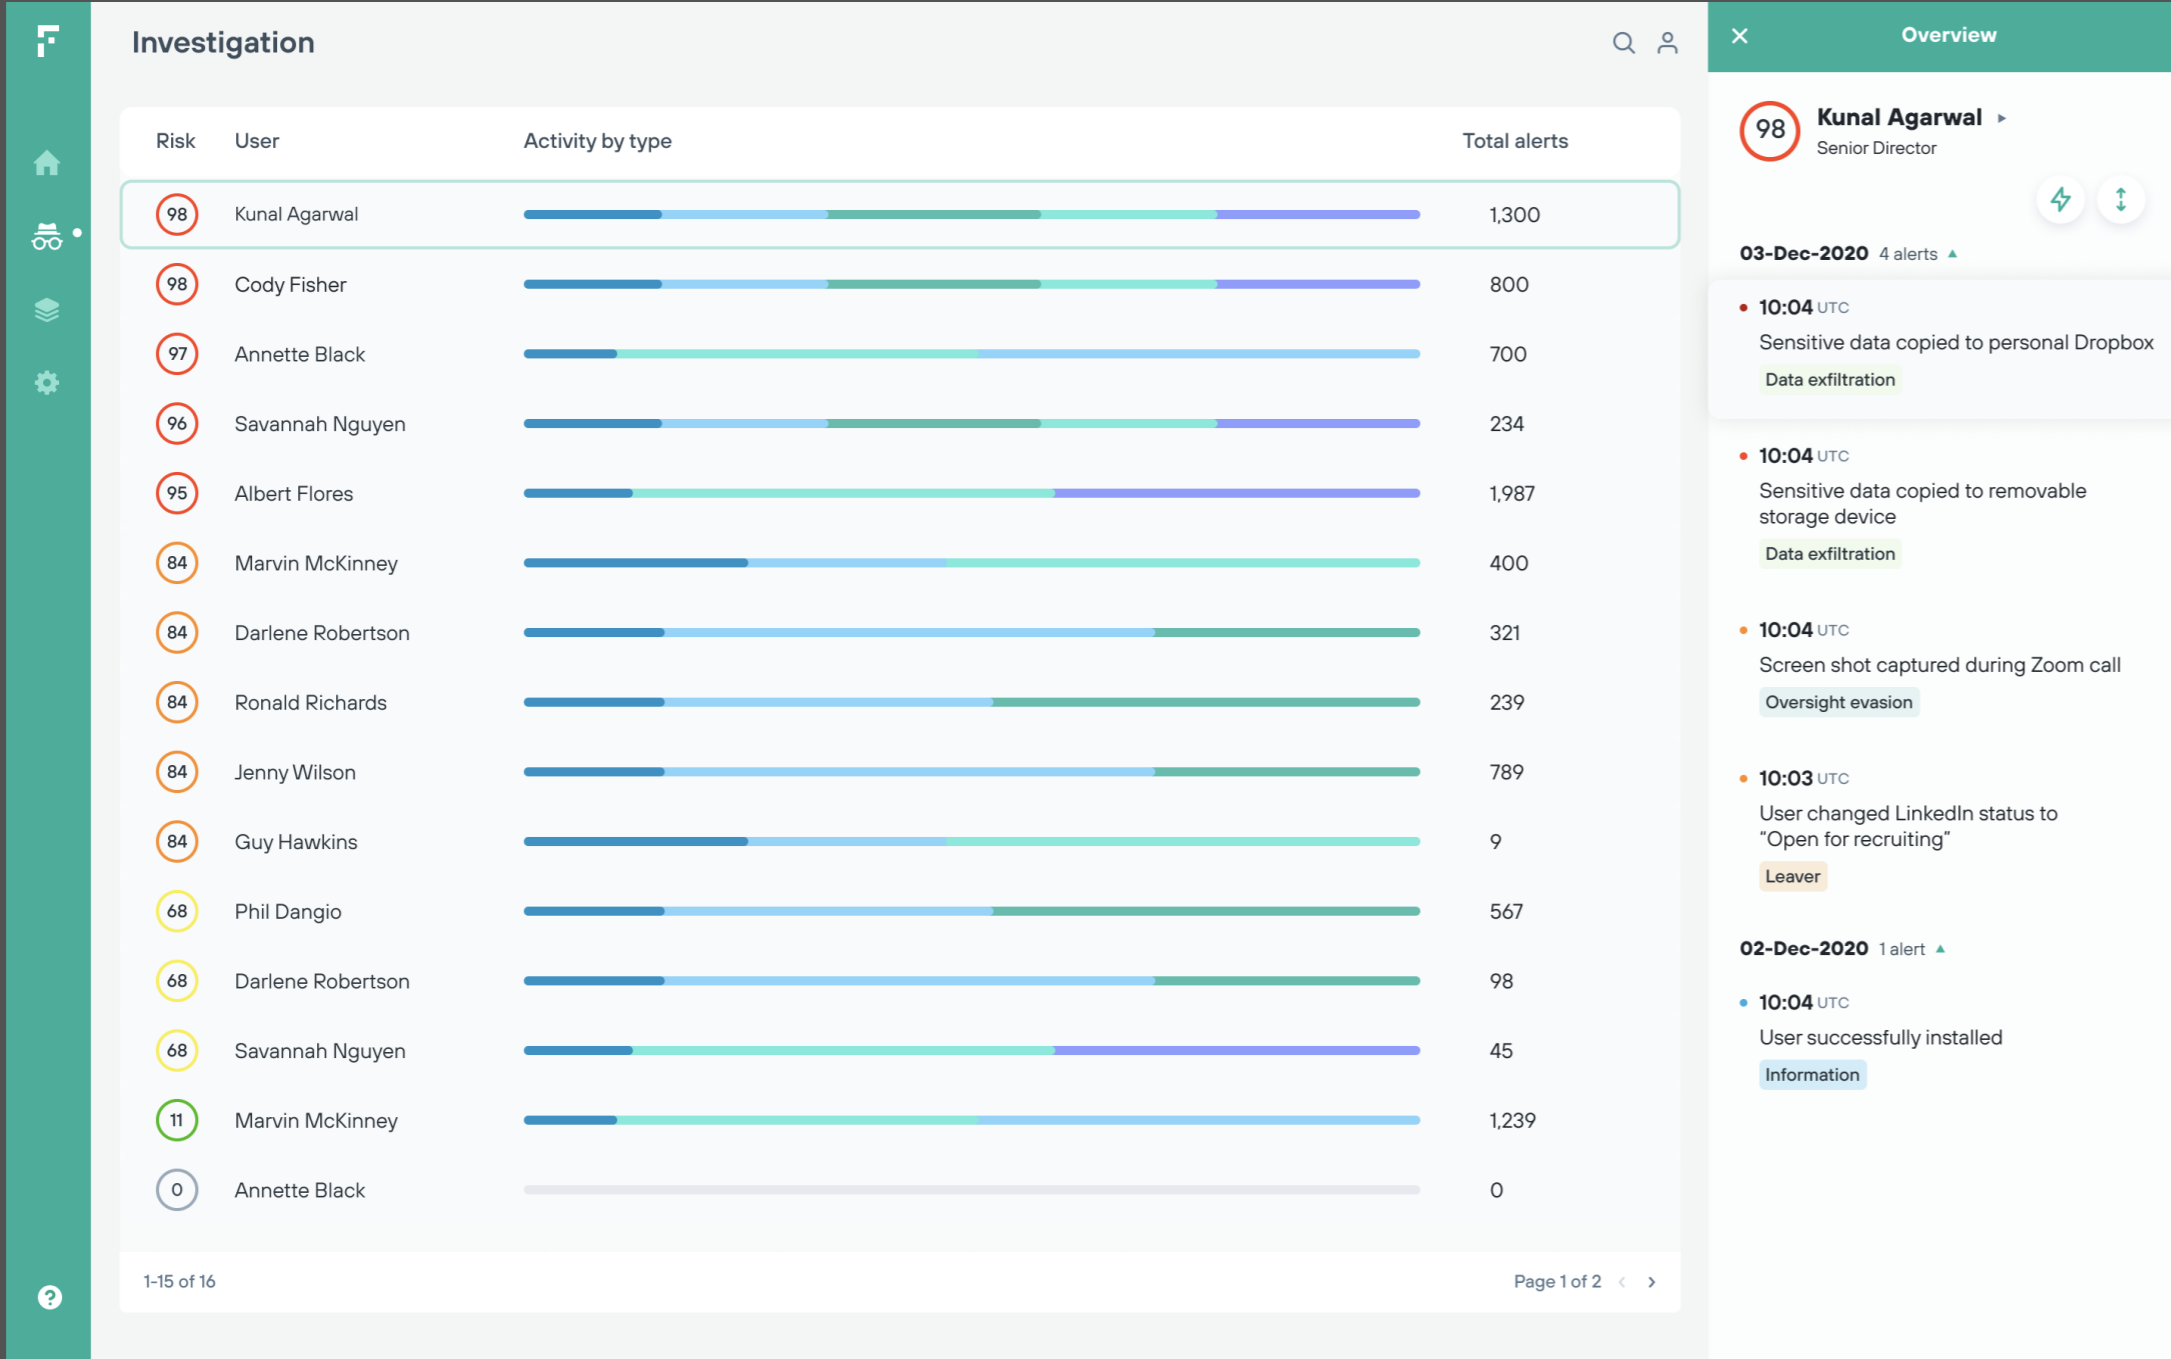 Investigation
Overview
Risk User Activity by type Total alerts
98 Kunal Agarwal 1,300
98 Cody Fisher 800
97 Annette Black 700
96 Savannah Nguyen 234
95 Albert Flores 1,987
84 Marvin McKinney 400
84 Darlene Robertson 321
84 Ronald Richards 239
84 Jenny Wilson 789
84 Guy Hawkins 9
68 Phil Dangio 567
68 Darlene Robertson 98
68 Savannah Nguyen 45
11 Marvin McKinney 1,239
0 Annette Black 0
1-15 of 16 Page 1 of 2
98 Kunal Agarwal
Senior Director
03-Dec-2020 4 alerts
10:04 UTC
Sensitive data copied to personal Dropbox
Data exfiltration
10:04 UTC
Sensitive data copied to removable
storage device
Data exfiltration
10:04 UTC
Screen shot captured during Zoom call
Oversight evasion
10:03 UTC
User changed LinkedIn status to
“Open for recruiting”
Leaver
02-Dec-2020 1 alert
10:04 UTC
User successfully installed
Information